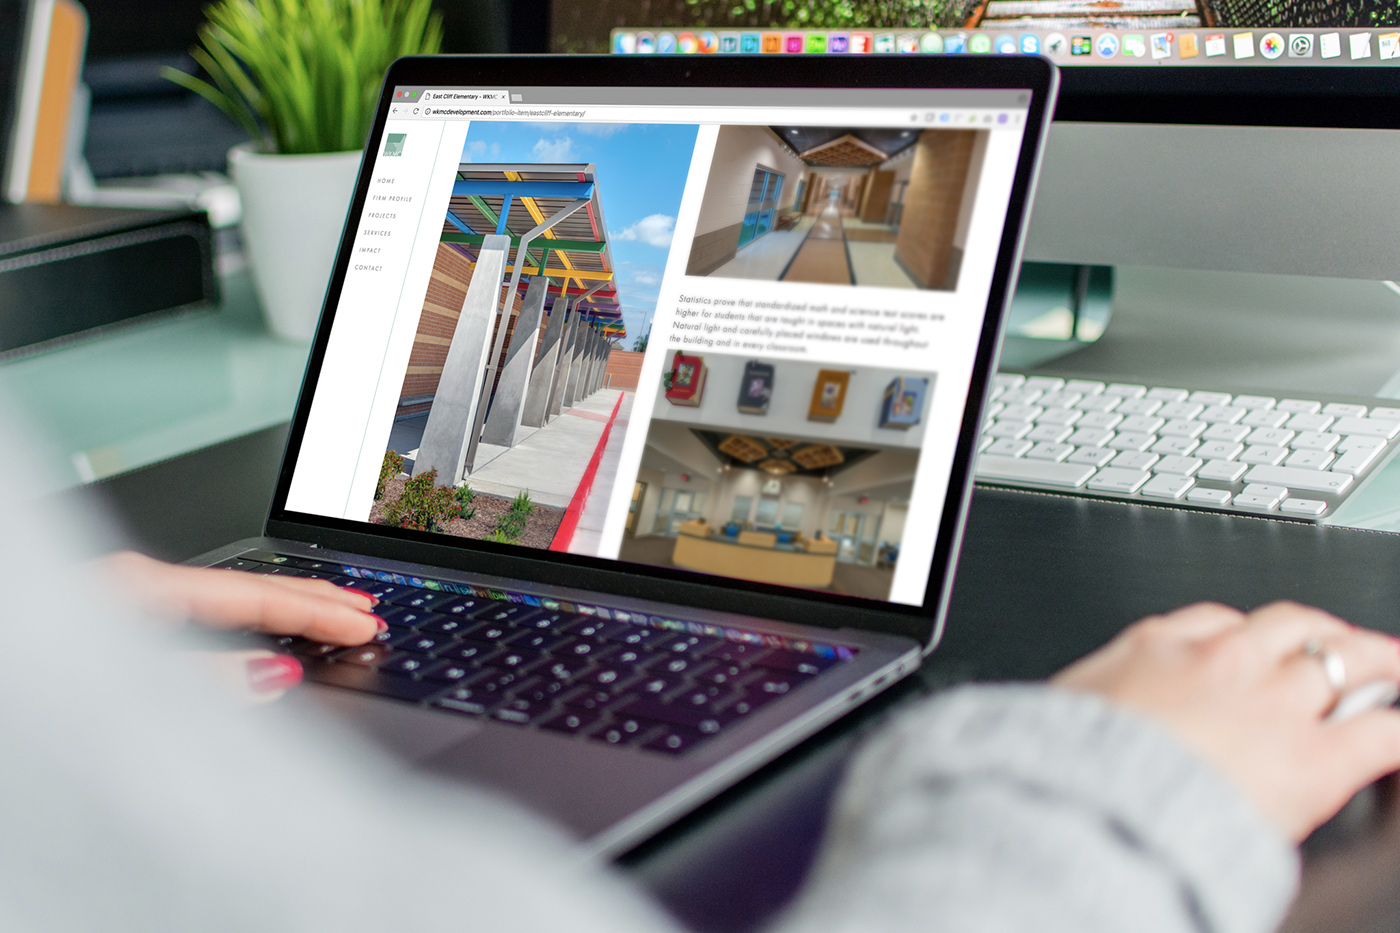 East Cliff Elementary - WKMC
wkmcdevelopment.com/portfolio-item/eastcliff-elementary/
HOME
FIRM PROFILE
PROJECTS
SERVICES
IMPACT
CONTACT
Statistics prove that standardized math and science test scores are
higher for students that are taught in spaces with natural light.
Natural light and carefully placed windows are used throughout
the building and in every classroom.